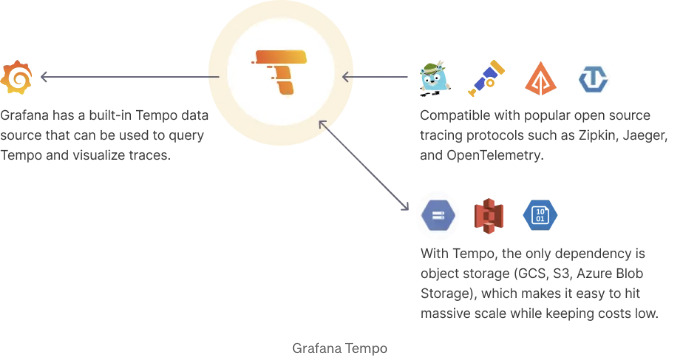 Grafana has a built-in Tempo data
source that can be used to query
Tempo and visualize traces.
Compatible with popular open source
tracing protocols such as Zipkin, Jaeger,
and OpenTelemetry.
10
01
With Tempo, the only dependency is
object storage (GCS, S3, Azure Blob
Storage), which makes it easy to hit
massive scale while keeping costs low.
Grafana Tempo